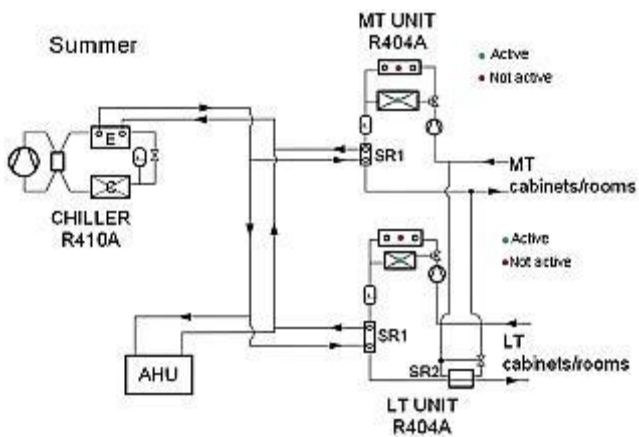 Summer
MT UNIT
R404A
Active
Not active
E
C
SR1
MT
cabinets/rooms
CHILLER
R410A
Active
Not active
SR1
LT
cabinets/rooms
SR2
AHU
LT UNIT
R404A